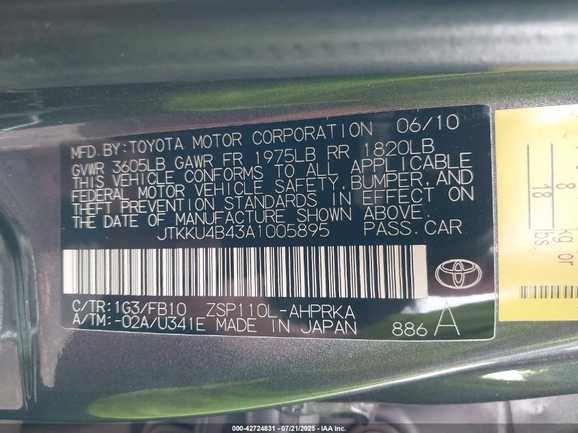 MFD.BY:TOYOTA MOTOR CORPORATION 06/10
GVWR 3605LB GAWR FR 1975LB RR 1820LB
THIS VEHICLE CONFORMS TO ALL APPLICABLE
FEDERAL MOTOR VEHICLE SAFETY, BUMPER, AND
THEFT PREVENTION STANDARDS IN EFFECT ON
THE DATE OF MANUFACTURE SHOWN ABOVE.
JTKKU4B43A1005895 PASS.CAR
C/TR:1G3/FB10 ZSP110L-AHPRKA
A/TM:-02A/U341E MADE IN JAPAN
886 A
8
kg or
18
lbs.
000-42724831 - 07/21/2025 - IAA, Inc.